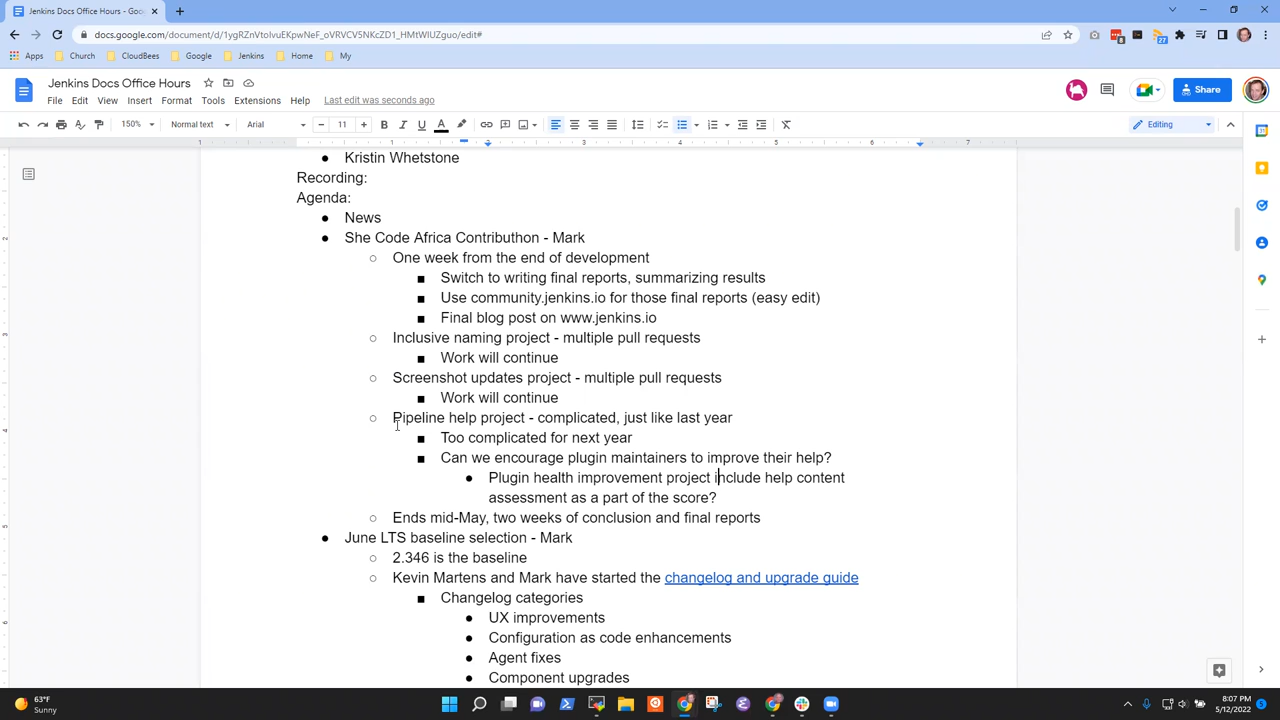 Jenkins Docs Office Hours - Goo
docs.google.com/document/d/1ygRZnVtoIvuEKpwNeF_oVRVCV5NKcZD1_HMtWIUZguo/edit#
Apps Church CloudBees Google Jenkins Home My
Jenkins Docs Office Hours
File Edit View Insert Format Tools Extensions Help Last edit was seconds ago
Share
150% Normal text Arial 11 Editing
Kristin Whetstone
Recording:
Agenda:
● News
● She Code Africa Contributhon - Mark
○ One week from the end of development
■ Switch to writing final reports, summarizing results
■ Use community.jenkins.io for those final reports (easy edit)
■ Final blog post on www.jenkins.io
○ Inclusive naming project - multiple pull requests
■ Work will continue
○ Screenshot updates project - multiple pull requests
■ Work will continue
○ Pipeline help project - complicated, just like last year
■ Too complicated for next year
■ Can we encourage plugin maintainers to improve their help?
● Plugin health improvement project include help content
assessment as a part of the score?
○ Ends mid-May, two weeks of conclusion and final reports
● June LTS baseline selection - Mark
○ 2.346 is the baseline
○ Kevin Martens and Mark have started the changelog and upgrade guide
■ Changelog categories
● UX improvements
● Configuration as code enhancements
● Agent fixes
● Component upgrades
63°F
Sunny
8:07 PM
5/12/2022